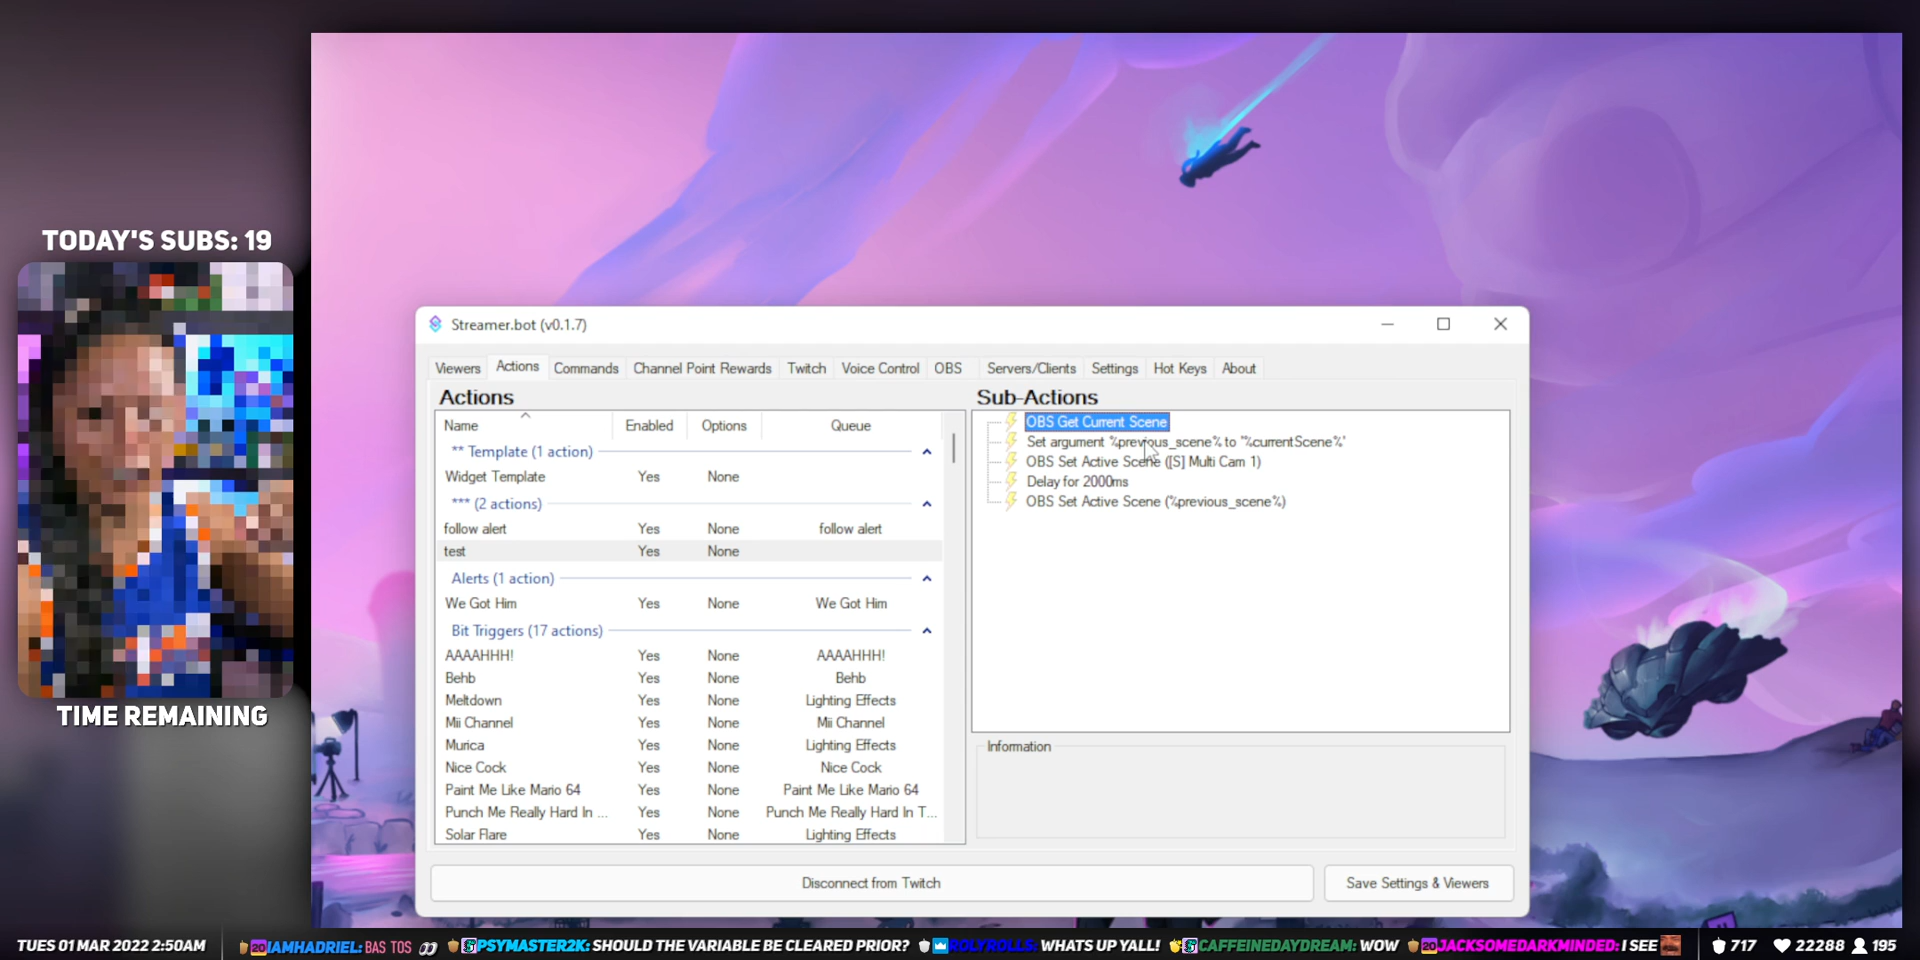 TODAY'S SUBS: 19
TIME REMAINING
Streamer.bot (v0.1.7)
Viewers Actions Commands Channel Point Rewards Twitch Voice Control OBS Servers/Clients Settings Hot Keys About
Actions
Name Enabled Options Queue
** Template (1 action)
Widget Template Yes None
*** (2 actions)
follow alert Yes None follow alert
test Yes None
Alerts (1 action)
We Got Him Yes None We Got Him
Bit Triggers (17 actions)
AAAAHHH! Yes None AAAAHHH!
Behb Yes None Behb
Meltdown Yes None Lighting Effects
Mii Channel Yes None Mii Channel
Murica Yes None Lighting Effects
Nice Cock Yes None Nice Cock
Paint Me Like Mario 64 Yes None Paint Me Like Mario 64
Punch Me Really Hard In ... Yes None Punch Me Really Hard In T...
Solar Flare Yes None Lighting Effects
Sub-Actions
OBS Get Current Scene
Set argument %previous_scene% to "%currentScene%"
OBS Set Active Scene ([S] Multi Cam 1)
Delay for 2000ms
OBS Set Active Scene (%previous_scene%)
Information
Disconnect from Twitch
Save Settings & Viewers
TUES 01 MAR 2022 2:50AM 20 IAMHADRIEL: BAS TOS PSYMASTER2K: SHOULD THE VARIABLE BE CLEARED PRIOR? ROLYROLLS: WHATS UP YALL! CAFFEINEDAYDREAM: WOW 20 JACKSOMEDARKMINDED: I SEE 717 22288 195